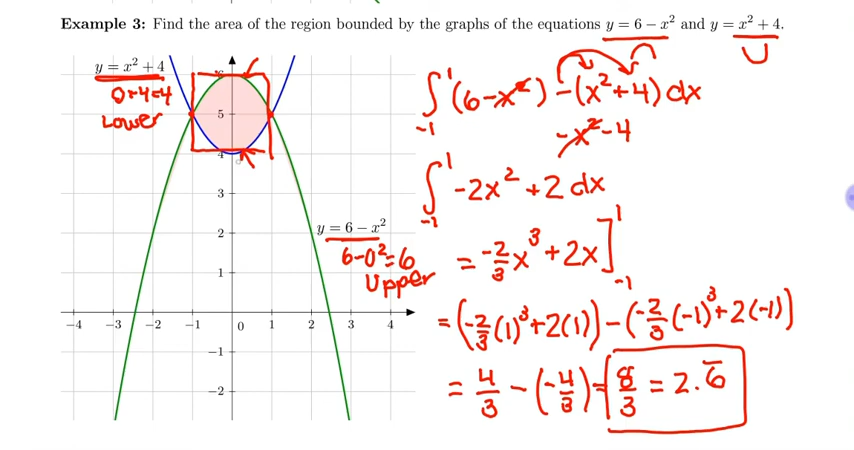 Example 3: Find the area of the region bounded by the graphs of the equations y = 6 − x² and y = x² + 4.
y = x² + 4
0+4=4
Lower
6
5
4
3
2
1
−4 −3 −2 −1 0 1 2 3 4
−1
−2
y = 6 − x²
6−0²=6
Upper
∫₋₁¹ (6−x²) −(x²+4) dx
−x²−4
∫₋₁¹ −2x² + 2 dx
= −2/3 x³ + 2x ]₋₁¹
= (−2/3 (1)³ + 2(1)) − (−2/3 (−1)³ + 2(−1))
= 4/3 − (−4/3) = 8/3 = 2.6̅